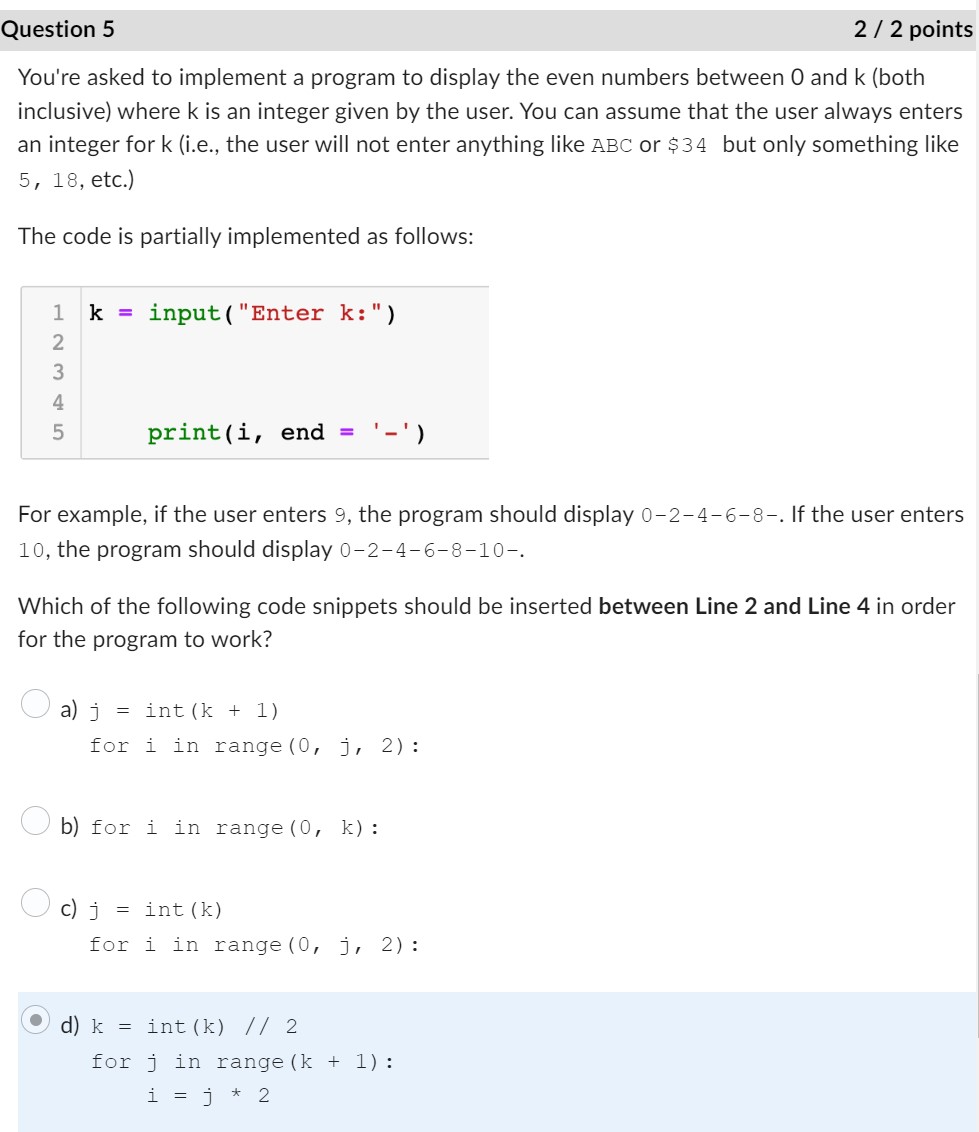 Question 5
2 / 2 points
You're asked to implement a program to display the even numbers between 0 and k (both
inclusive) where k is an integer given by the user. You can assume that the user always enters
an integer for k (i.e., the user will not enter anything like ABC or $34 but only something like
5, 18, etc.)
The code is partially implemented as follows:
1 k = input("Enter k:")
2
3
4
5     print(i, end = '-')
For example, if the user enters 9, the program should display 0-2-4-6-8-. If the user enters
10, the program should display 0-2-4-6-8-10-.
Which of the following code snippets should be inserted between Line 2 and Line 4 in order
for the program to work?
a) j = int(k + 1)
for i in range(0, j, 2):
b) for i in range(0, k):
c) j = int(k)
for i in range(0, j, 2):
d) k = int(k) // 2
for j in range(k + 1):
    i = j * 2